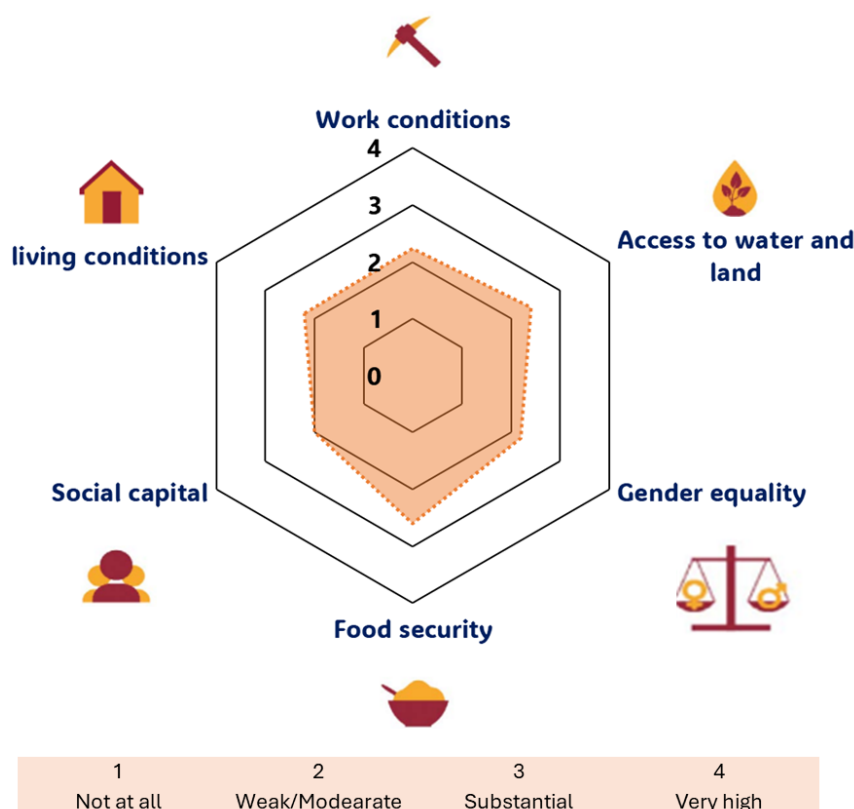 Work conditions
4
3
2
1
0
living conditions
Access to water and
land
Social capital
Gender equality
Food security
1 2 3 4
Not at all Weak/Modearate Substantial Very high